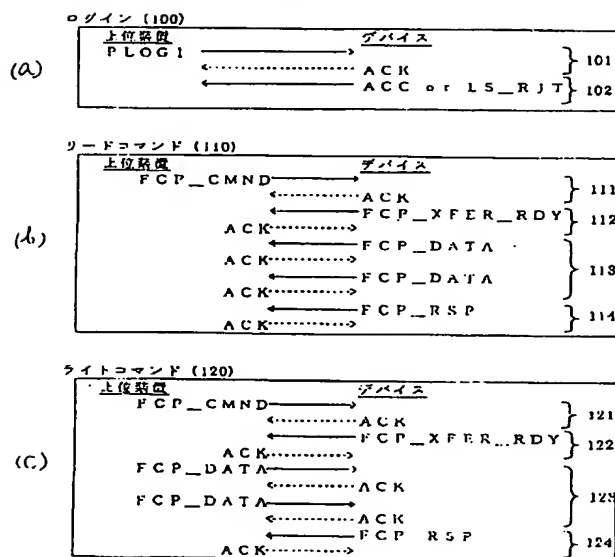 ログイン (100)
上位装置 デバイス
PLOGI
ACK 101
(a)
ACC or LS_RJT 102
リードコマンド (110)
上位装置 デバイス
FCP_CMND
ACK 111
FCP_XFER_RDY 112
ACK
(b)
FCP_DATA
ACK 113
FCP_DATA
ACK
FCP_RSP 114
ACK
ライトコマンド (120)
上位装置 デバイス
FCP_CMND
ACK 121
FCP_XFER_RDY 122
ACK
(c)
FCP_DATA
ACK 123
FCP_DATA
ACK
FCP_RSP 124
ACK